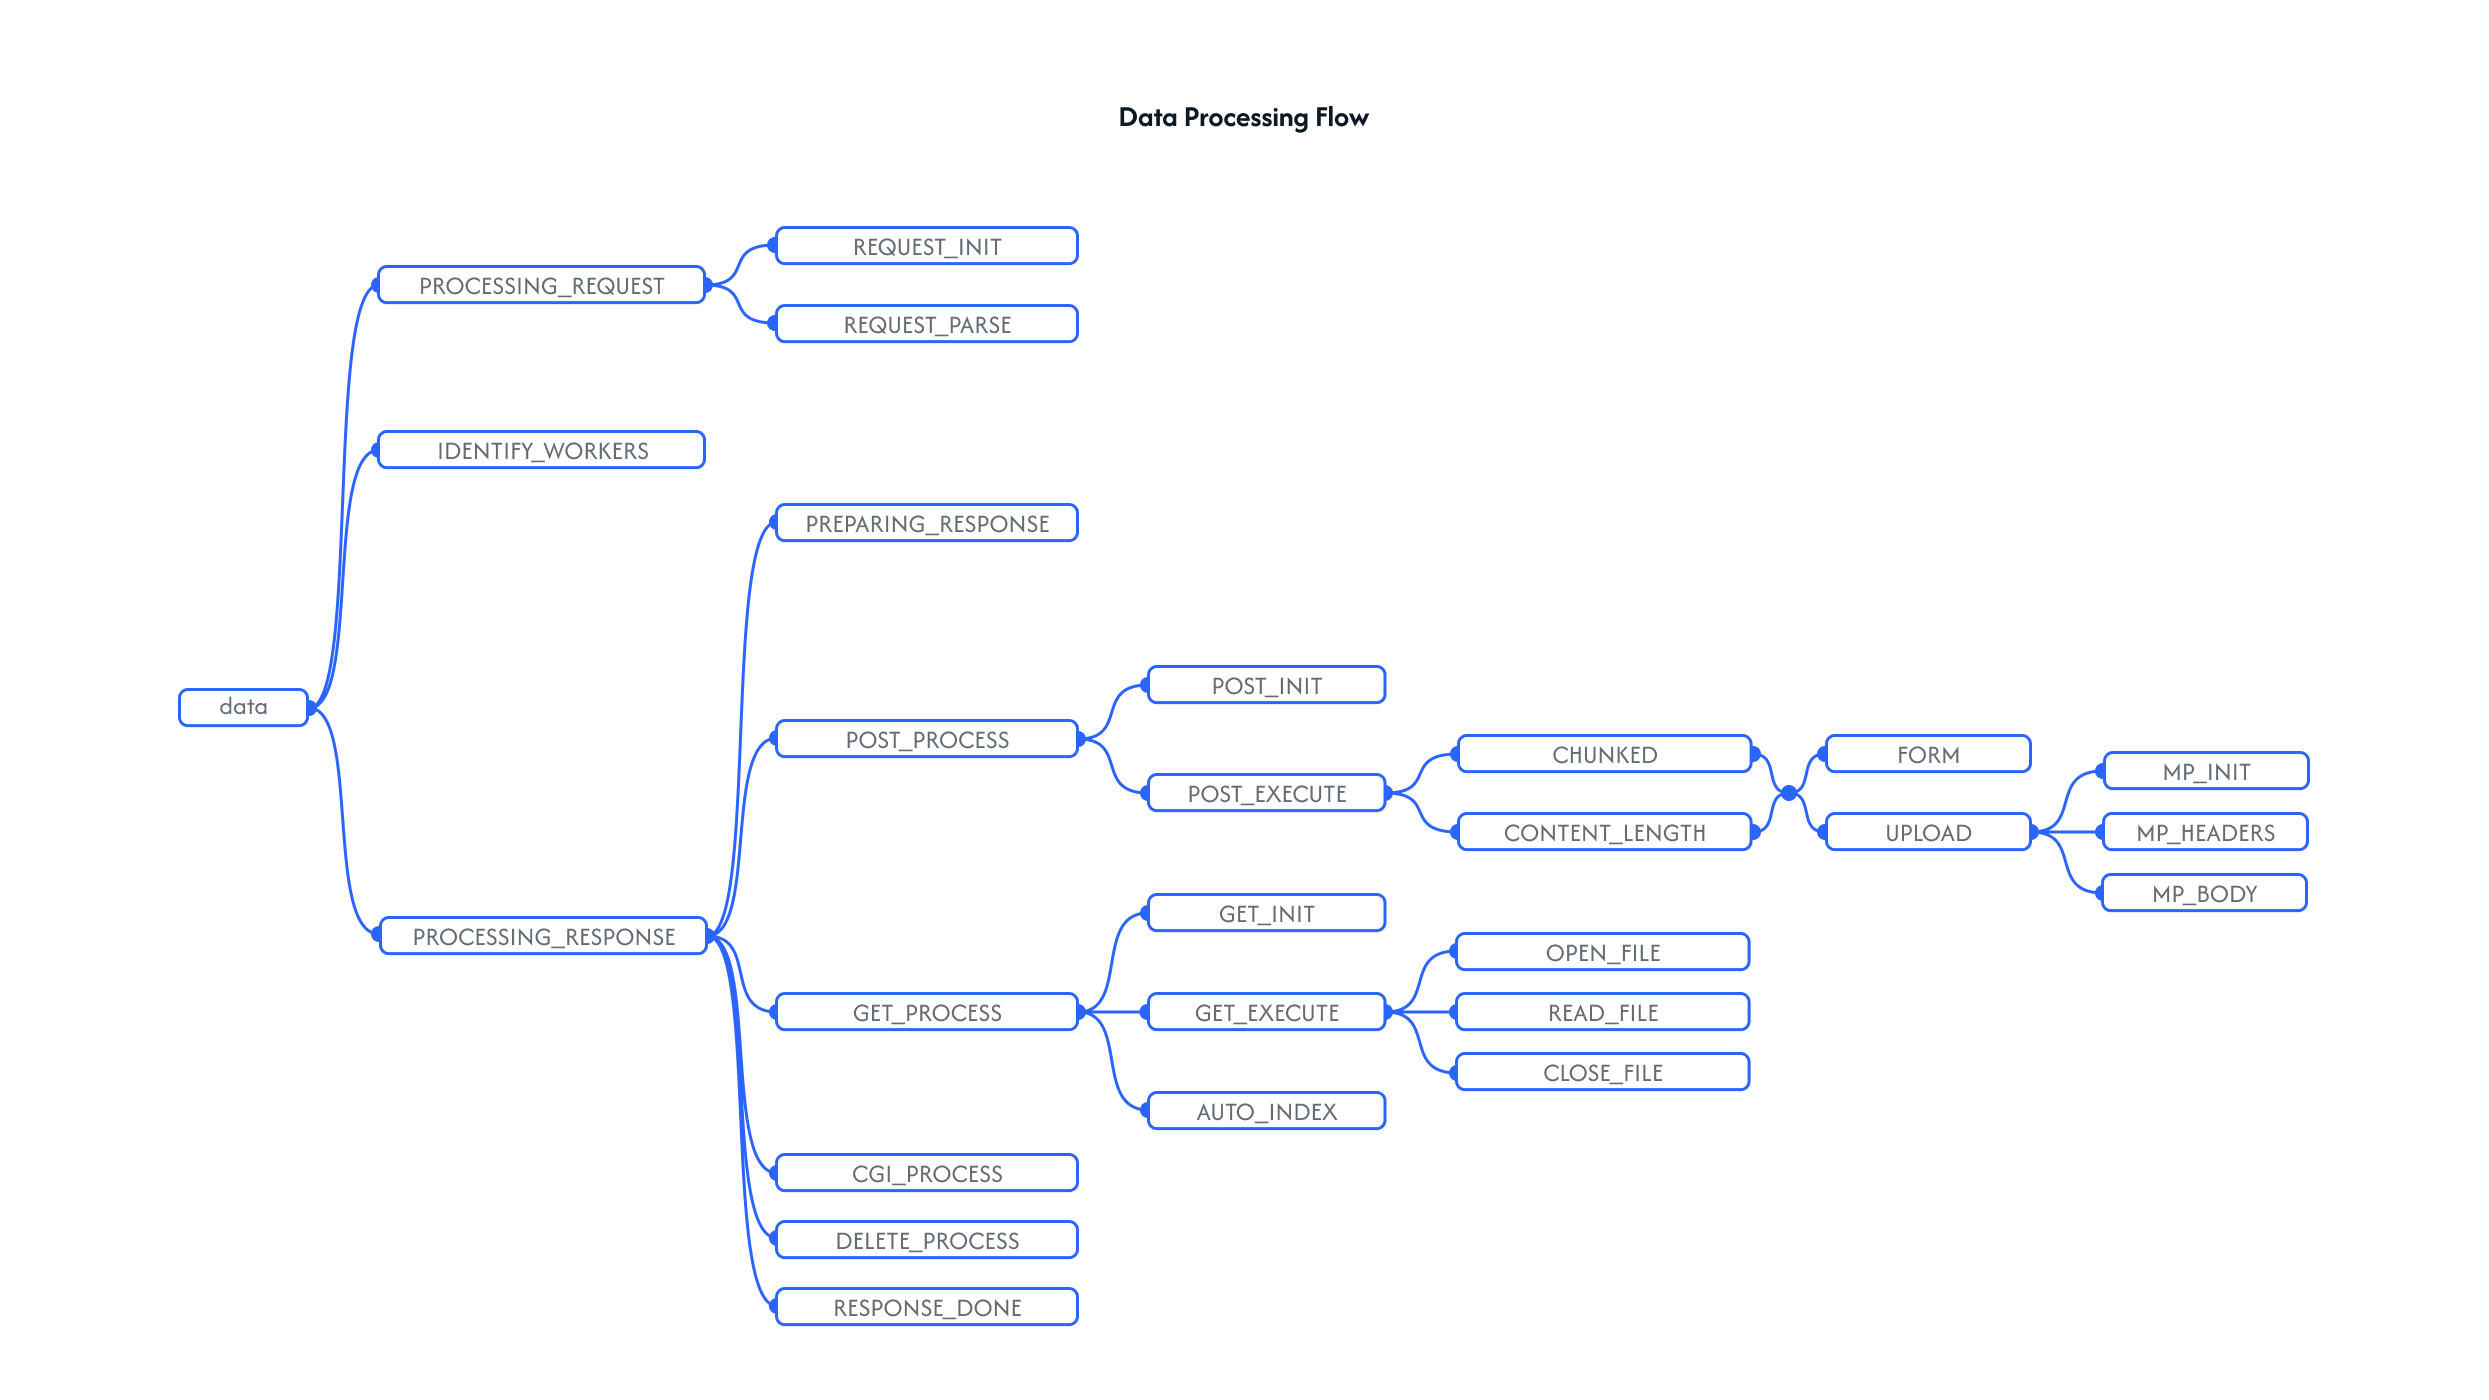 Data Processing Flow
REQUEST_INIT
PROCESSING_REQUEST
REQUEST_PARSE
IDENTIFY_WORKERS
PREPARING_RESPONSE
data
POST_INIT
POST_PROCESS
POST_EXECUTE
CHUNKED
FORM
MP_INIT
CONTENT_LENGTH
UPLOAD
MP_HEADERS
MP_BODY
PROCESSING_RESPONSE
GET_INIT
OPEN_FILE
GET_PROCESS
GET_EXECUTE
READ_FILE
CLOSE_FILE
AUTO_INDEX
CGI_PROCESS
DELETE_PROCESS
RESPONSE_DONE